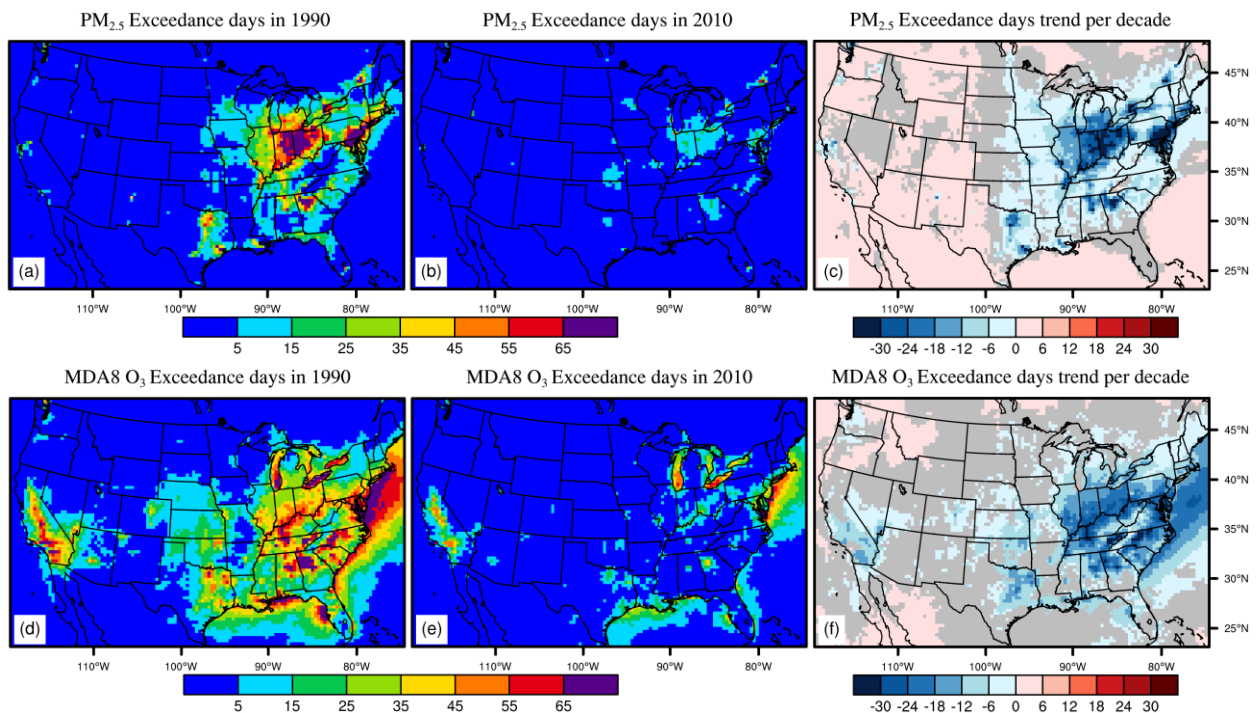 PM2.5 Exceedance days in 1990
PM2.5 Exceedance days in 2010
PM2.5 Exceedance days trend per decade
45°N
40°N
35°N
30°N
25°N
(a)
(b)
(c)
110°W 100°W 90°W 80°W
110°W 100°W 90°W 80°W
110°W 100°W 90°W 80°W
5 15 25 35 45 55 65
-30 -24 -18 -12 -6 0 6 12 18 24 30
MDA8 O3 Exceedance days in 1990
MDA8 O3 Exceedance days in 2010
MDA8 O3 Exceedance days trend per decade
45°N
40°N
35°N
30°N
25°N
(d)
(e)
(f)
110°W 100°W 90°W 80°W
110°W 100°W 90°W 80°W
110°W 100°W 90°W 80°W
5 15 25 35 45 55 65
-30 -24 -18 -12 -6 0 6 12 18 24 30